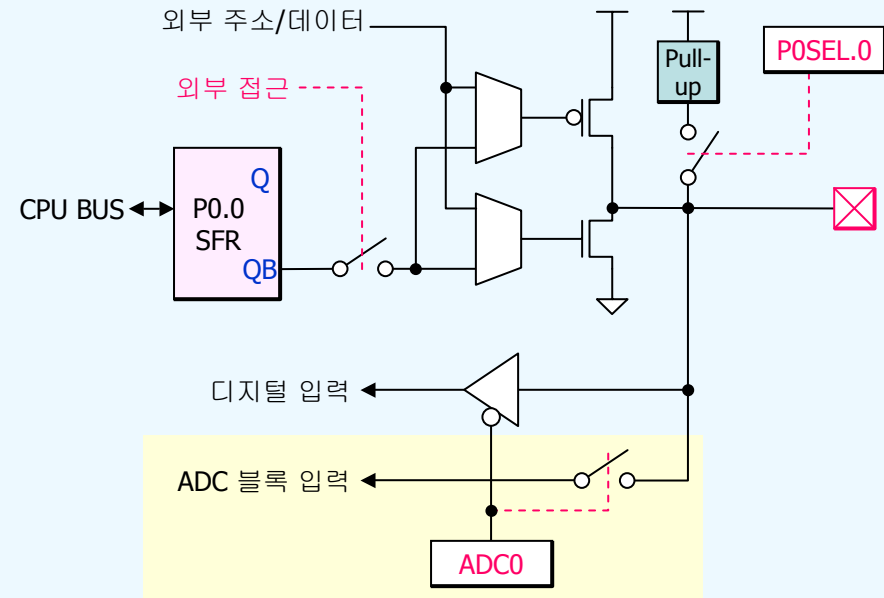 외부 주소/데이터
Pull-
up
P0SEL.0
외부 접근
Q
CPU BUS
P0.0
SFR
QB
디지털 입력
ADC 블록 입력
ADC0